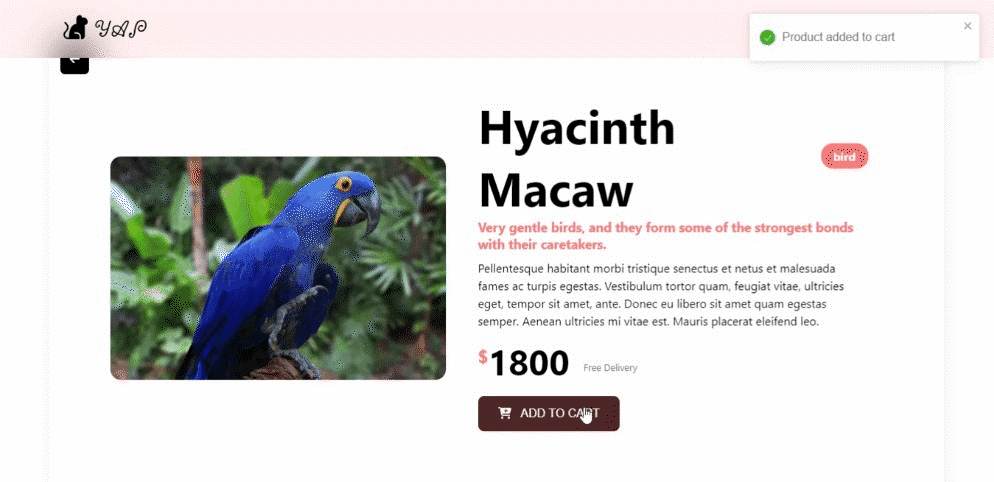 YAP
Product added to cart
Hyacinth
Macaw
bird
Very gentle birds, and they form some of the strongest bonds
with their caretakers.
Pellentesque habitant morbi tristique senectus et netus et malesuada
fames ac turpis egestas. Vestibulum tortor quam, feugiat vitae, ultricies
eget, tempor sit amet, ante. Donec eu libero sit amet quam egestas
semper. Aenean ultricies mi vitae est. Mauris placerat eleifend leo.
$1800 Free Delivery
ADD TO CART